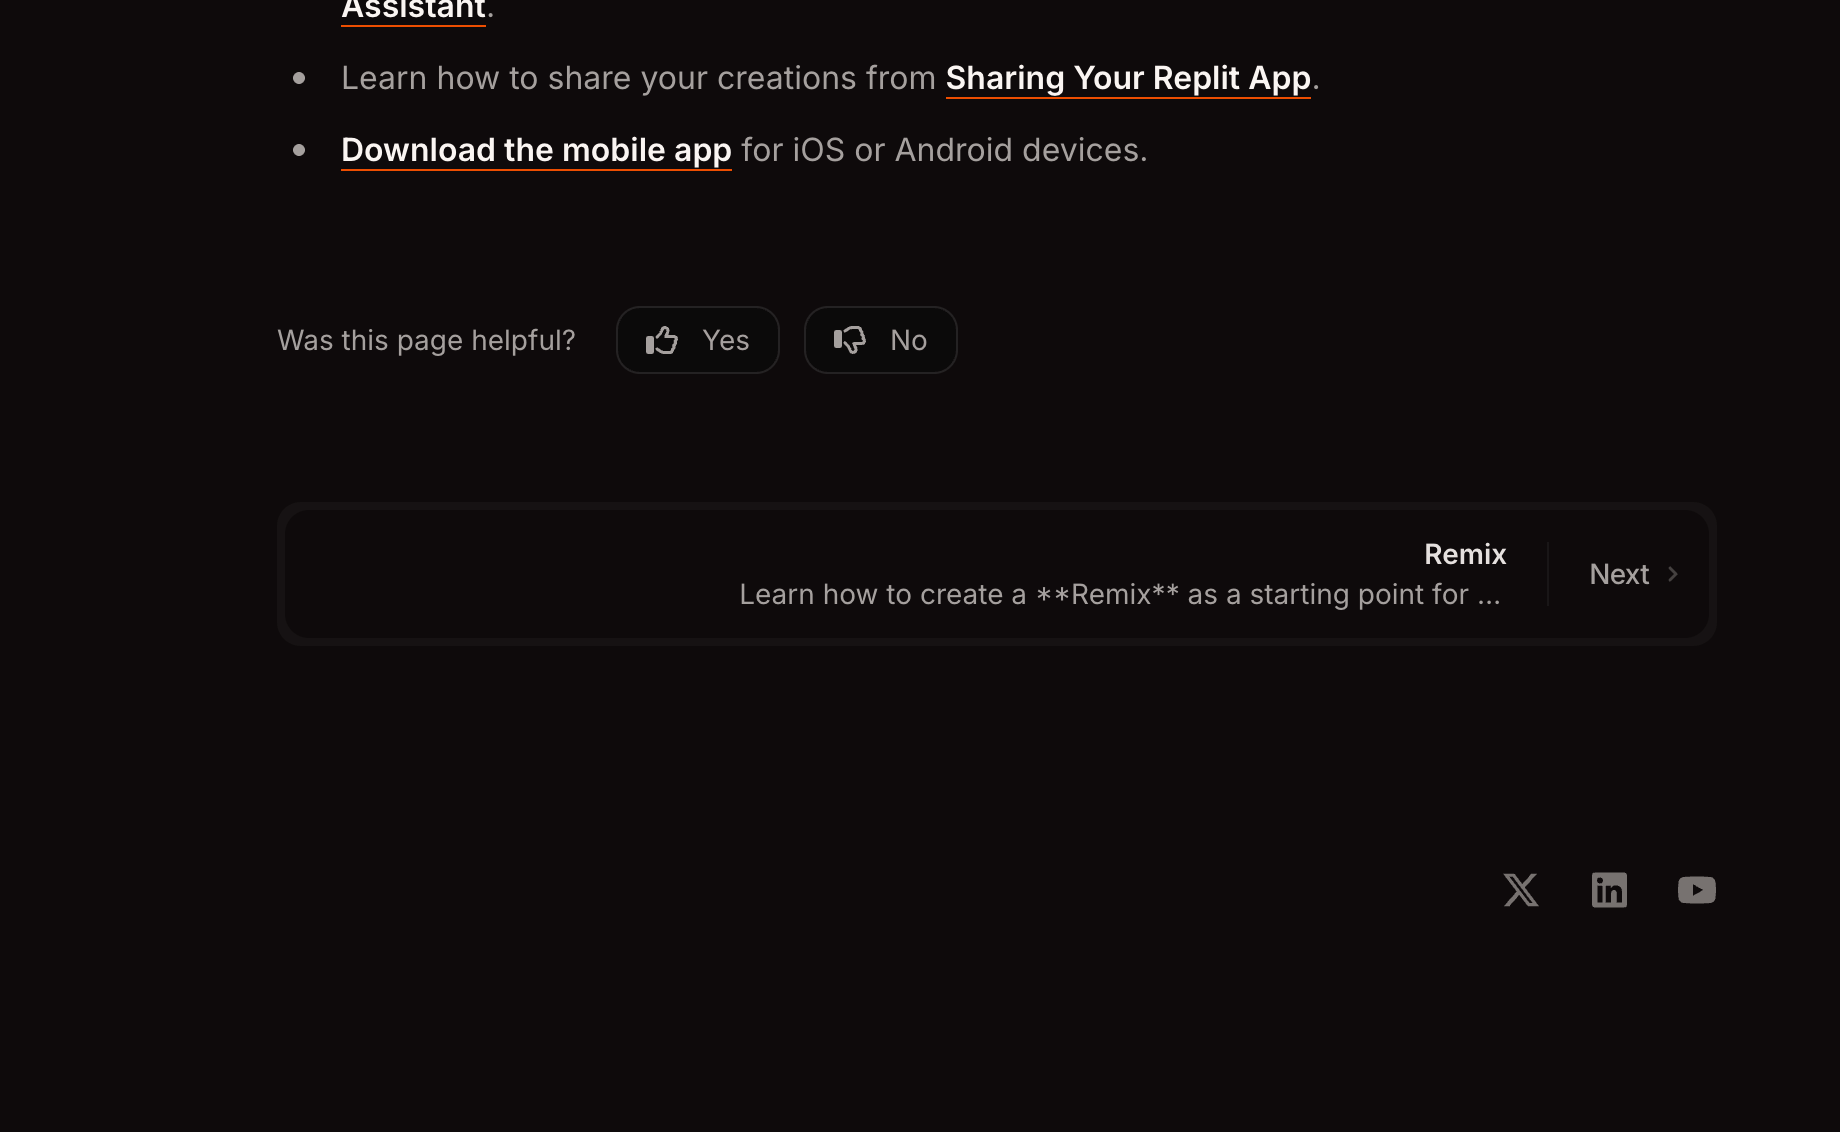 Assistant.
Learn how to share your creations from Sharing Your Replit App.
Download the mobile app for iOS or Android devices.
Was this page helpful?
Yes
No
Remix
Learn how to create a **Remix** as a starting point for ...
Next